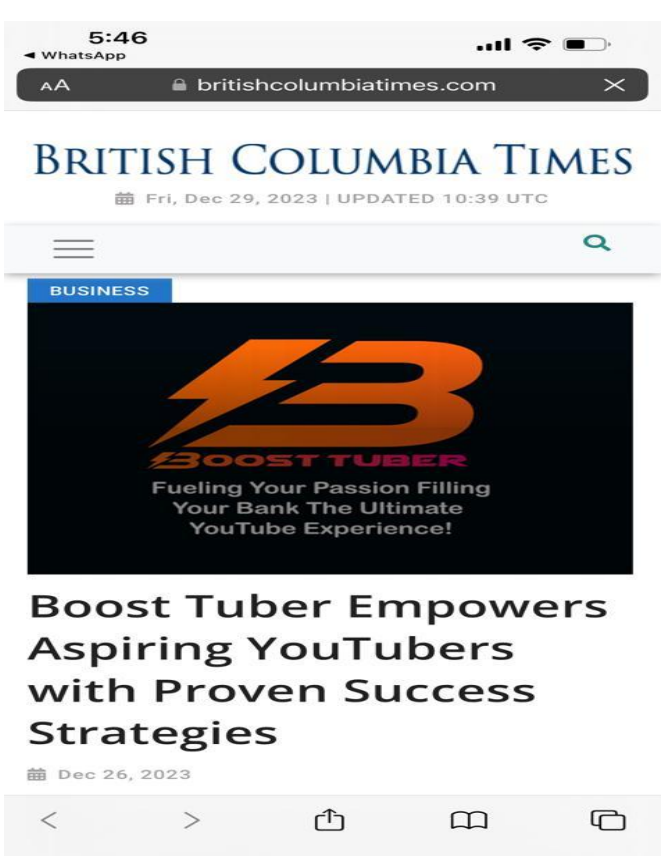 5:46
◀ WhatsApp
AA britishcolumbiatimes.com
BRITISH COLUMBIA TIMES
Fri, Dec 29, 2023 | UPDATED 10:39 UTC
BUSINESS
B
BOOST TUBER
Fueling Your Passion Filling
Your Bank The Ultimate
YouTube Experience!
Boost Tuber Empowers
Aspiring YouTubers
with Proven Success
Strategies
Dec 26, 2023